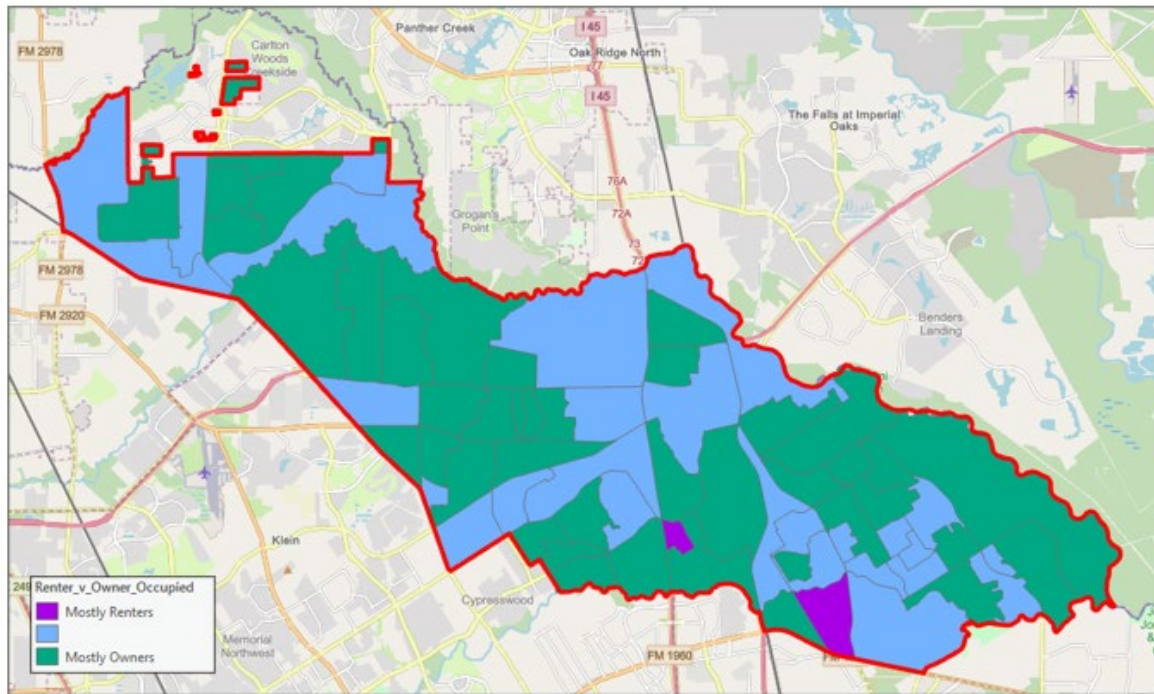 FM 2978
Panther Creek
I 45
Carlton
Woods
Creekside
Oak Ridge North
77
I 45
The Falls at Imperial
Oaks
76A
72A
Grogan's
Point
73
72
FM 2978
FM 2920
Benders
Landing
Klein
249
Cypresswood
Memorial
Northwest
FM 1960
FM
Renter_v_Owner_Occupied
Mostly Renters
Mostly Owners